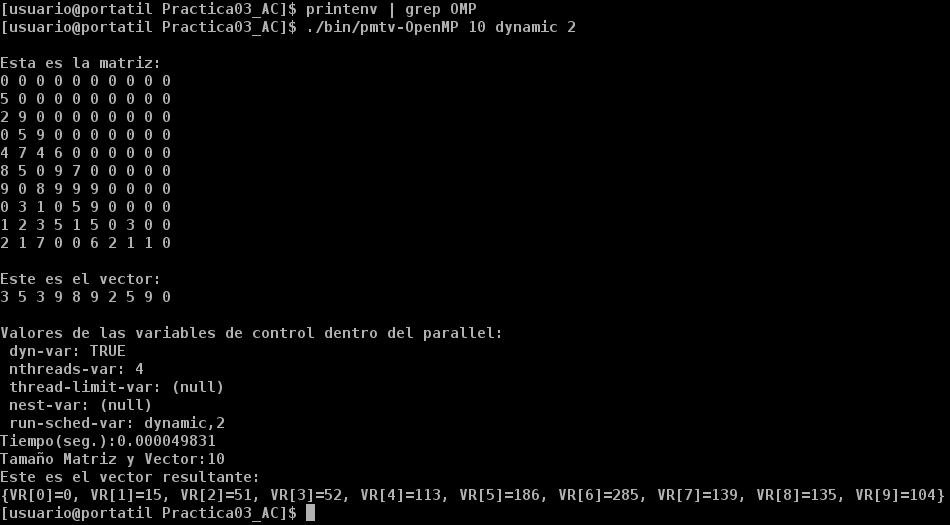 [usuario@portatil Practica03_AC]$ printenv | grep OMP
[usuario@portatil Practica03_AC]$ ./bin/pmtv-OpenMP 10 dynamic 2
Esta es la matriz:
0 0 0 0 0 0 0 0 0 0
5 0 0 0 0 0 0 0 0 0
2 9 0 0 0 0 0 0 0 0
0 5 9 0 0 0 0 0 0 0
4 7 4 6 0 0 0 0 0 0
8 5 0 9 7 0 0 0 0 0
9 0 8 9 9 9 0 0 0 0
0 3 1 0 5 9 0 0 0 0
1 2 3 5 1 5 0 3 0 0
2 1 7 0 0 6 2 1 1 0
Este es el vector:
3 5 3 9 8 9 2 5 9 0
Valores de las variables de control dentro del parallel:
dyn-var: TRUE
nthreads-var: 4
thread-limit-var: (null)
nest-var: (null)
run-sched-var: dynamic,2
Tiempo(seg.):0.000049831
Tamaño Matriz y Vector:10
Este es el vector resultante:
{VR[0]=0, VR[1]=15, VR[2]=51, VR[3]=52, VR[4]=113, VR[5]=186, VR[6]=285, VR[7]=139, VR[8]=135, VR[9]=104}
[usuario@portatil Practica03_AC]$